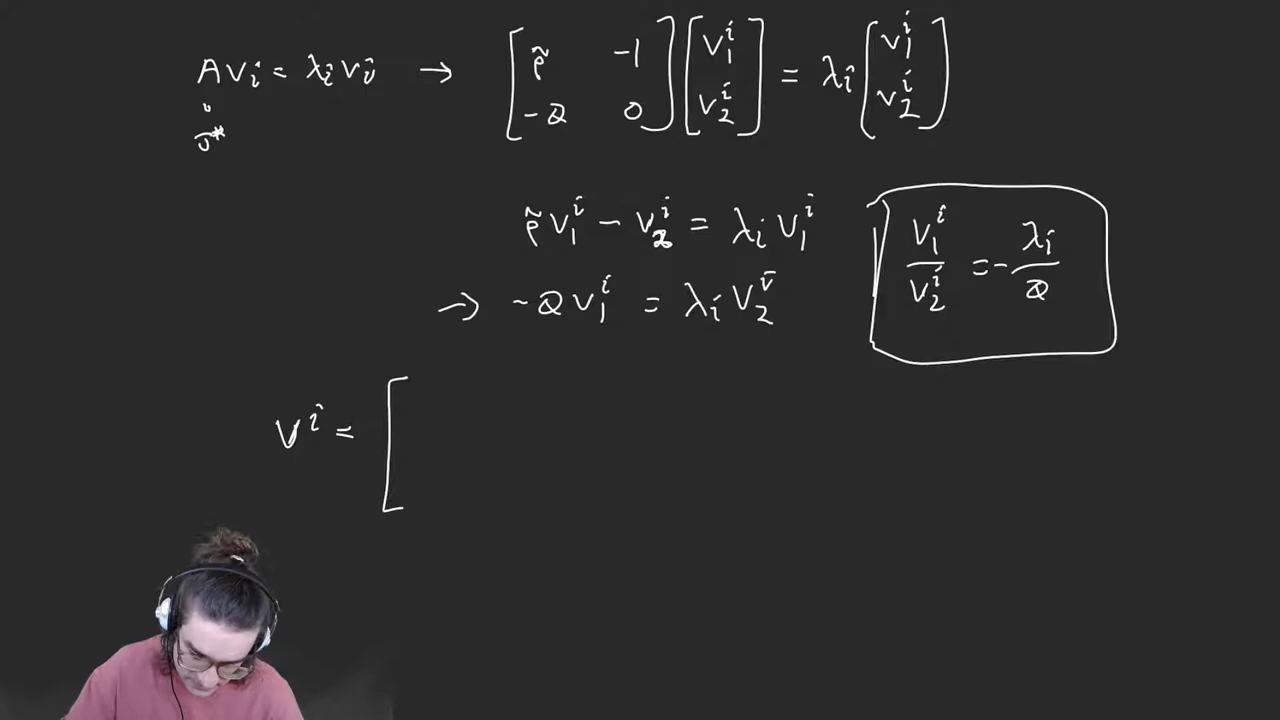 A v_i = λ_i v_i → [ρ̃ -1; -Q 0] [v_1^i; v_2^i] = λ_i [v_1^i; v_2^i]
ρ̃ v_1^i - v_2^i = λ_i v_1^i
→ -Q v_1^i = λ_i v_2^i
v_1^i / v_2^i = - λ_i / Q
v^i = [